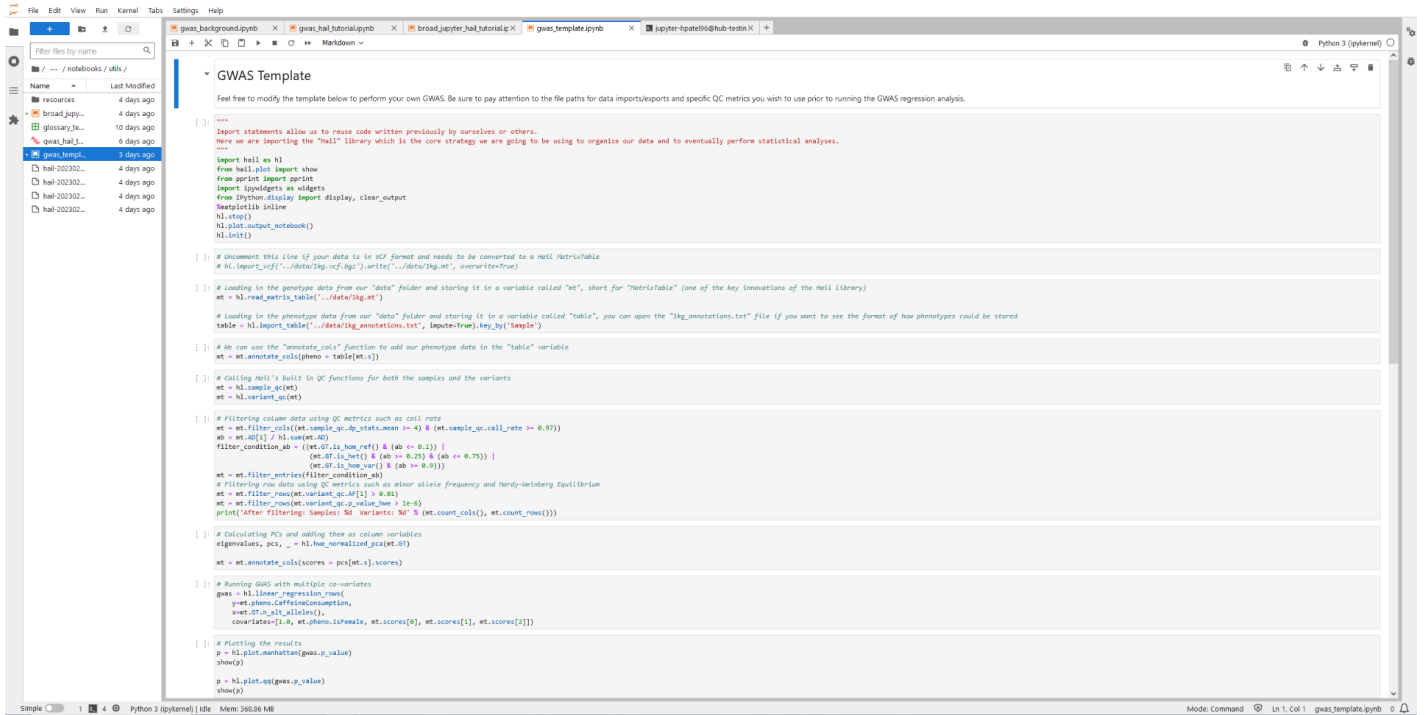 File Edit View Run Kernel Tabs Settings Help
gwas_background.ipynb
gwas_hail_tutorial.ipynb
broad_jupyter_hail_tutorial.ip
gwas_template.ipynb
jupyter-hpatel96@hub-testin
Markdown
Python 3 (ipykernel)
Filter files by name
/ ··· / notebooks / utils /
Name Last Modified
resources 4 days ago
broad_jupy... 4 days ago
glossary_te... 10 days ago
gwas_hail_t... 6 days ago
gwas_templ... 3 days ago
hail-202302... 4 days ago
hail-202302... 4 days ago
hail-202302... 4 days ago
hail-202302... 4 days ago
GWAS Template
Feel free to modify the template below to perform your own GWAS. Be sure to pay attention to the file paths for data imports/exports and specific QC metrics you wish to use prior to running the GWAS regression analysis.
[ ]: """
Import statements allow us to reuse code written previously by ourselves or others.
Here we are importing the "Hail" library which is the core strategy we are going to be using to organize our data and to eventually perform statistical analyses.
"""
import hail as hl
from hail.plot import show
from pprint import pprint
import ipywidgets as widgets
from IPython.display import display, clear_output
%matplotlib inline
hl.stop()
hl.plot.output_notebook()
hl.init()
[ ]: # Uncomment this line if your data is in VCF format and needs to be converted to a Hail MatrixTable
# hl.import_vcf('../data/1kg.vcf.bgz').write('../data/1kg.mt', overwrite=True)
[ ]: # Loading in the genotype data from our "data" folder and storing it in a variable called "mt", short for "MatrixTable" (one of the key innovations of the Hail library)
mt = hl.read_matrix_table('../data/1kg.mt')
# Loading in the phenotype data from our "data" folder and storing it in a variable called "table", you can open the "1kg_annotations.txt" file if you want to see the format of how phenotypes could be stored
table = hl.import_table('../data/1kg_annotations.txt', impute=True).key_by('Sample')
[ ]: # We can use the "annotate_cols" function to add our phenotype data in the "table" variable
mt = mt.annotate_cols(pheno = table[mt.s])
[ ]: # Calling Hail's built in QC functions for both the samples and the variants
mt = hl.sample_qc(mt)
mt = hl.variant_qc(mt)
[ ]: # Filtering column data using QC metrics such as call rate
mt = mt.filter_cols((mt.sample_qc.dp_stats.mean >= 4) & (mt.sample_qc.call_rate >= 0.97))
ab = mt.AD[1] / hl.sum(mt.AD)
filter_condition_ab = ((mt.GT.is_hom_ref() & (ab <= 0.1)) |
(mt.GT.is_het() & (ab >= 0.25) & (ab <= 0.75)) |
(mt.GT.is_hom_var() & (ab >= 0.9)))
mt = mt.filter_entries(filter_condition_ab)
# Filtering row data using QC metrics such as minor allele frequency and Hardy-Weinberg Equilibrium
mt = mt.filter_rows(mt.variant_qc.AF[1] > 0.01)
mt = mt.filter_rows(mt.variant_qc.p_value_hwe > 1e-6)
print('After filtering: Samples: %d Variants: %d' % (mt.count_cols(), mt.count_rows()))
[ ]: # Calculating PCs and adding them as column variables
eigenvalues, pcs, _ = hl.hwe_normalized_pca(mt.GT)
mt = mt.annotate_cols(scores = pcs[mt.s].scores)
[ ]: # Running GWAS with multiple co-variates
gwas = hl.linear_regression_rows(
y=mt.pheno.CaffeineConsumption,
x=mt.GT.n_alt_alleles(),
covariates=[1.0, mt.pheno.isFemale, mt.scores[0], mt.scores[1], mt.scores[2]])
[ ]: # Plotting the results
p = hl.plot.manhattan(gwas.p_value)
show(p)
p = hl.plot.qq(gwas.p_value)
show(p)
Simple 1 4 Python 3 (ipykernel) | Idle Mem: 360.86 MB
Mode: Command Ln 1, Col 1 gwas_template.ipynb 0